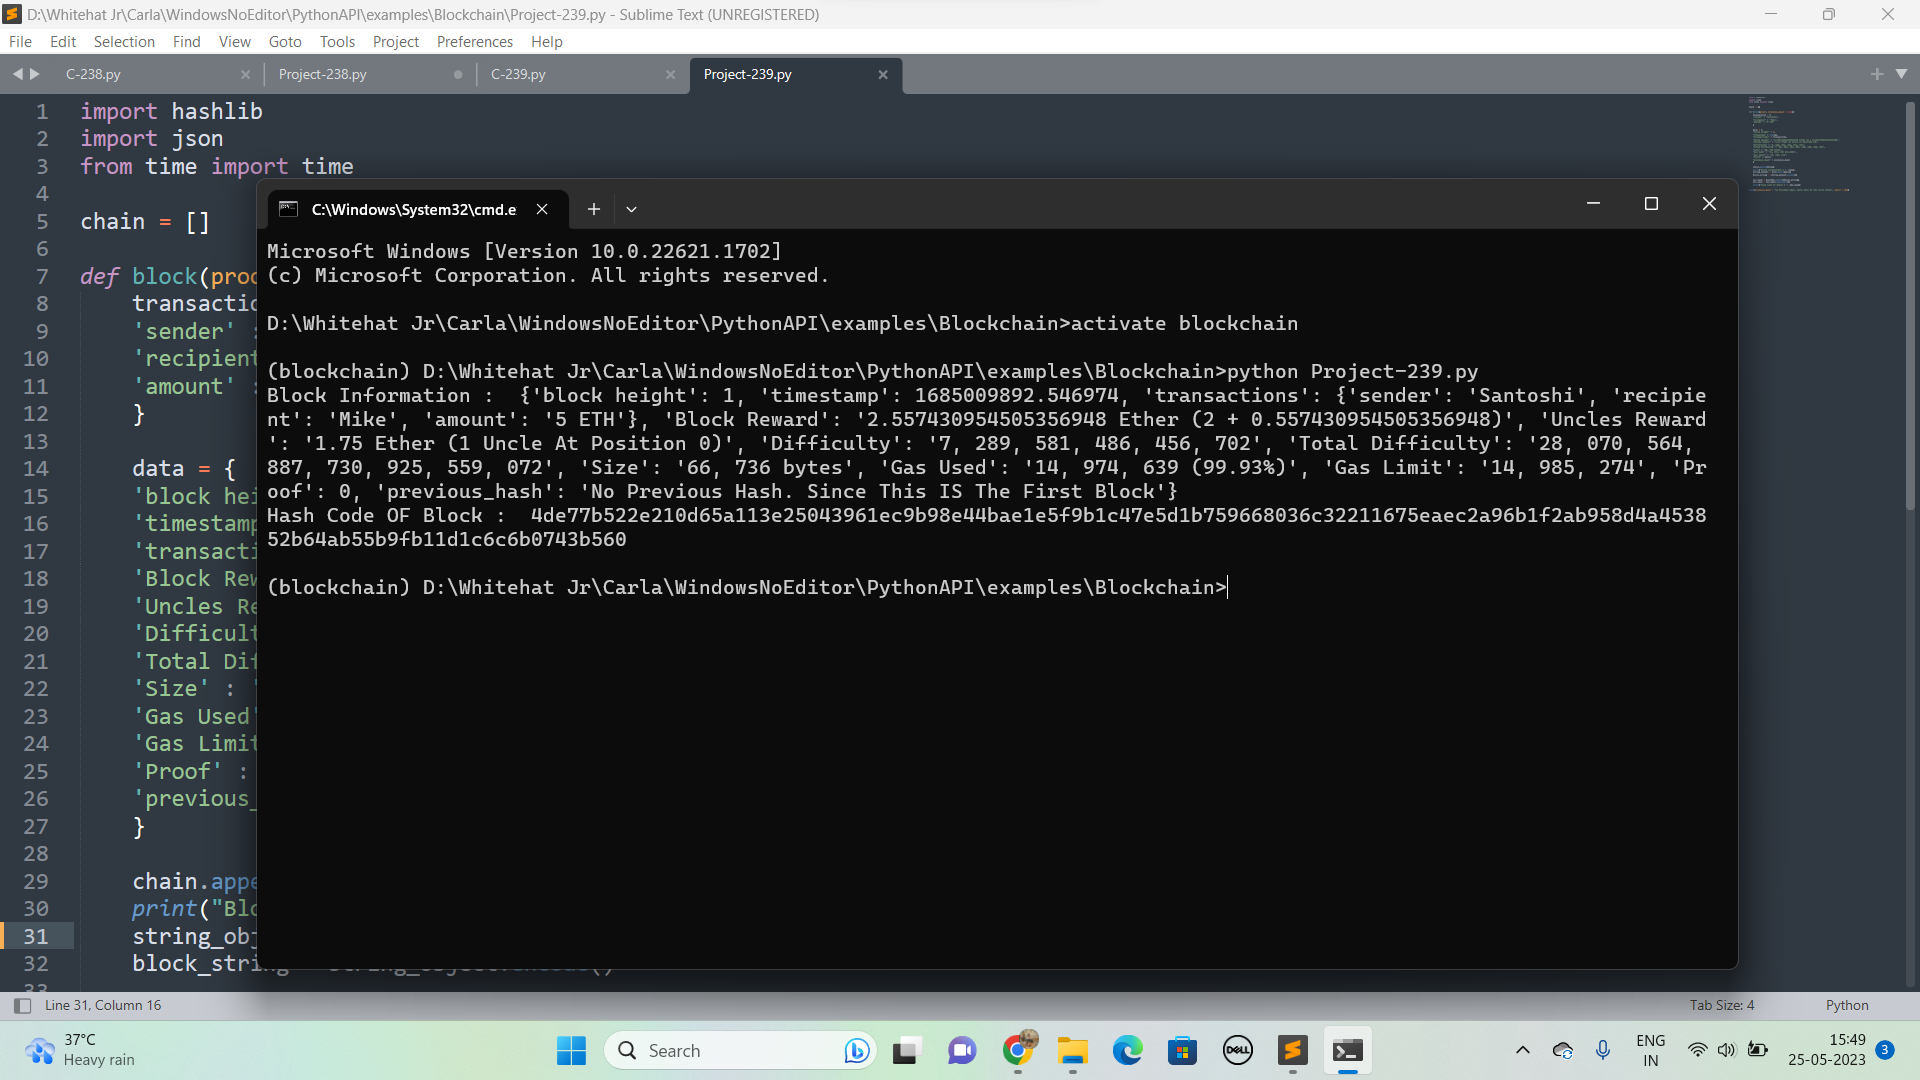 D:\Whitehat Jr\Carla\WindowsNoEditor\PythonAPI\examples\Blockchain\Project-239.py - Sublime Text (UNREGISTERED)
File Edit Selection Find View Goto Tools Project Preferences Help
C-238.py Project-238.py C-239.py Project-239.py
1 import hashlib
2 import json
3 from time import time
4
5 chain = []
6
7 def block(proc
8 transactic
9 'sender' :
10 'recipient
11 'amount' :
12 }
13
14 data = {
15 'block hei
16 'timestamp
17 'transacti
18 'Block Rew
19 'Uncles Re
20 'Difficult
21 'Total Dif
22 'Size' : '
23 'Gas Used'
24 'Gas Limit
25 'Proof' :
26 'previous_
27 }
28
29 chain.appe
30 print("Blo
31 string_obj
32 block_string
33
C:\Windows\System32\cmd.e
Microsoft Windows [Version 10.0.22621.1702]
(c) Microsoft Corporation. All rights reserved.
D:\Whitehat Jr\Carla\WindowsNoEditor\PythonAPI\examples\Blockchain>activate blockchain
(blockchain) D:\Whitehat Jr\Carla\WindowsNoEditor\PythonAPI\examples\Blockchain>python Project-239.py
Block Information :  {'block height': 1, 'timestamp': 1685009892.546974, 'transactions': {'sender': 'Santoshi', 'recipie
nt': 'Mike', 'amount': '5 ETH'}, 'Block Reward': '2.557430954505356948 Ether (2 + 0.557430954505356948)', 'Uncles Reward
': '1.75 Ether (1 Uncle At Position 0)', 'Difficulty': '7, 289, 581, 486, 456, 702', 'Total Difficulty': '28, 070, 564,
887, 730, 925, 559, 072', 'Size': '66, 736 bytes', 'Gas Used': '14, 974, 639 (99.93%)', 'Gas Limit': '14, 985, 274', 'Pr
oof': 0, 'previous_hash': 'No Previous Hash. Since This IS The First Block'}
Hash Code OF Block :  4de77b522e210d65a113e25043961ec9b98e44bae1e5f9b1c47e5d1b759668036c32211675eaec2a96b1f2ab958d4a4538
52b64ab55b9fb11d1c6c6b0743b560
(blockchain) D:\Whitehat Jr\Carla\WindowsNoEditor\PythonAPI\examples\Blockchain>
Line 31, Column 16 Tab Size: 4 Python
37°C
Heavy rain
Search
DELL
ENG
IN
15:49
25-05-2023
3